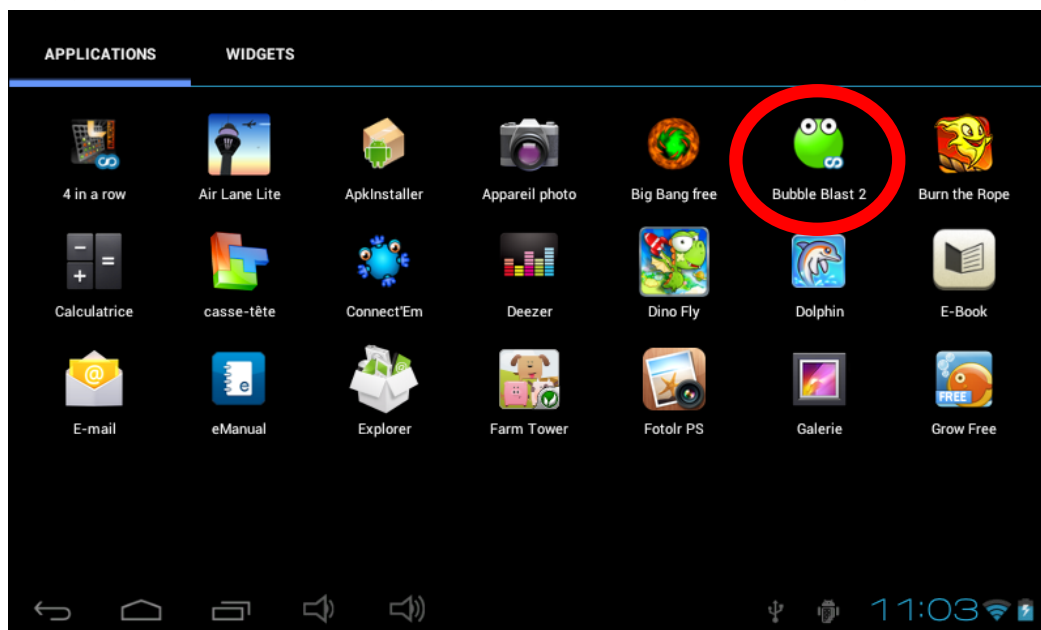 APPLICATIONS WIDGETS
4 in a row Air Lane Lite ApkInstaller Appareil photo Big Bang free Bubble Blast 2 Burn the Rope
Calculatrice casse-tête Connect'Em Deezer Dino Fly Dolphin E-Book
@
e
FREE
E-mail eManual Explorer Farm Tower Fotolr PS Galerie Grow Free
11:03